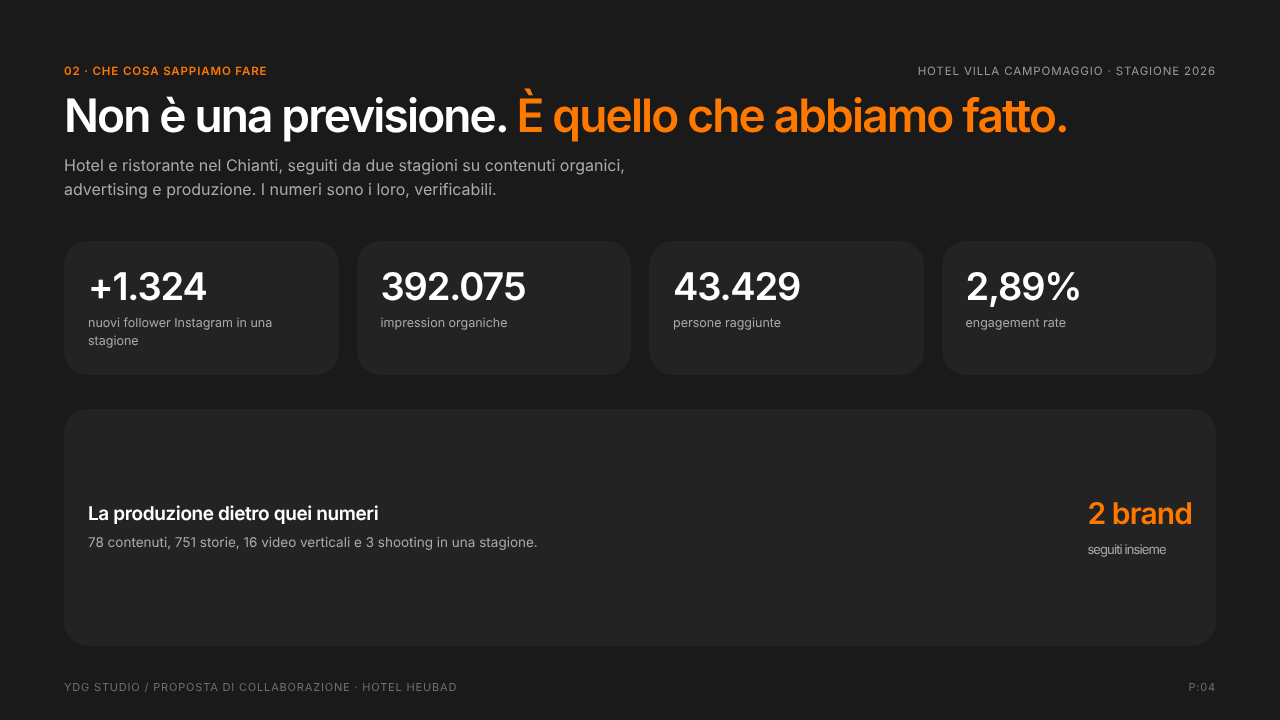 02 · CHE COSA SAPPIAMO FARE
HOTEL VILLA CAMPOMAGGIO · STAGIONE 2026
Non è una previsione. È quello che abbiamo fatto.
Hotel e ristorante nel Chianti, seguiti da due stagioni su contenuti organici,
advertising e produzione. I numeri sono i loro, verificabili.
+1.324
nuovi follower Instagram in una
stagione
392.075
impression organiche
43.429
persone raggiunte
2,89%
engagement rate
La produzione dietro quei numeri
78 contenuti, 751 storie, 16 video verticali e 3 shooting in una stagione.
2 brand
seguiti insieme
YDG STUDIO / PROPOSTA DI COLLABORAZIONE · HOTEL HEUBAD
P:04